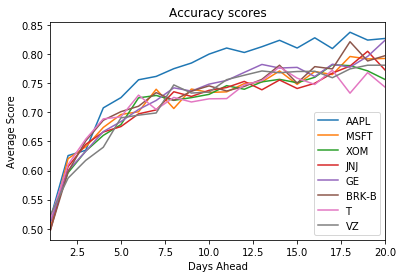 Accuracy scores
0.85
0.80
0.75
0.70
0.65
0.60
0.55
0.50
Average Score
AAPL
MSFT
XOM
JNJ
GE
BRK-B
T
VZ
2.5 5.0 7.5 10.0 12.5 15.0 17.5 20.0
Days Ahead